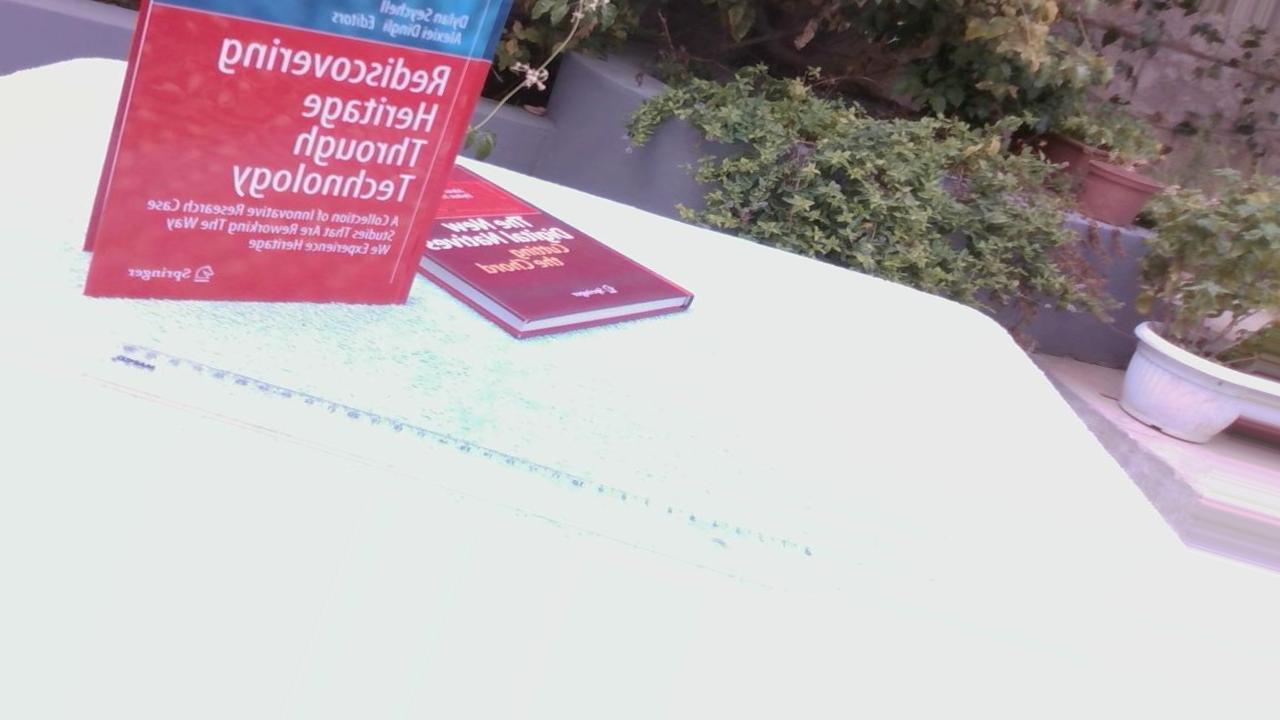 Dylan Seychell
Alexiei Dingli Editors
Rediscovering
Heritage
Through
Technology
A Collection of Innovative Research Case
Studies That Are Reworking The Way
We Experience Heritage
Springer
The New
Digital Natives
Cutting
the Chord
Springer